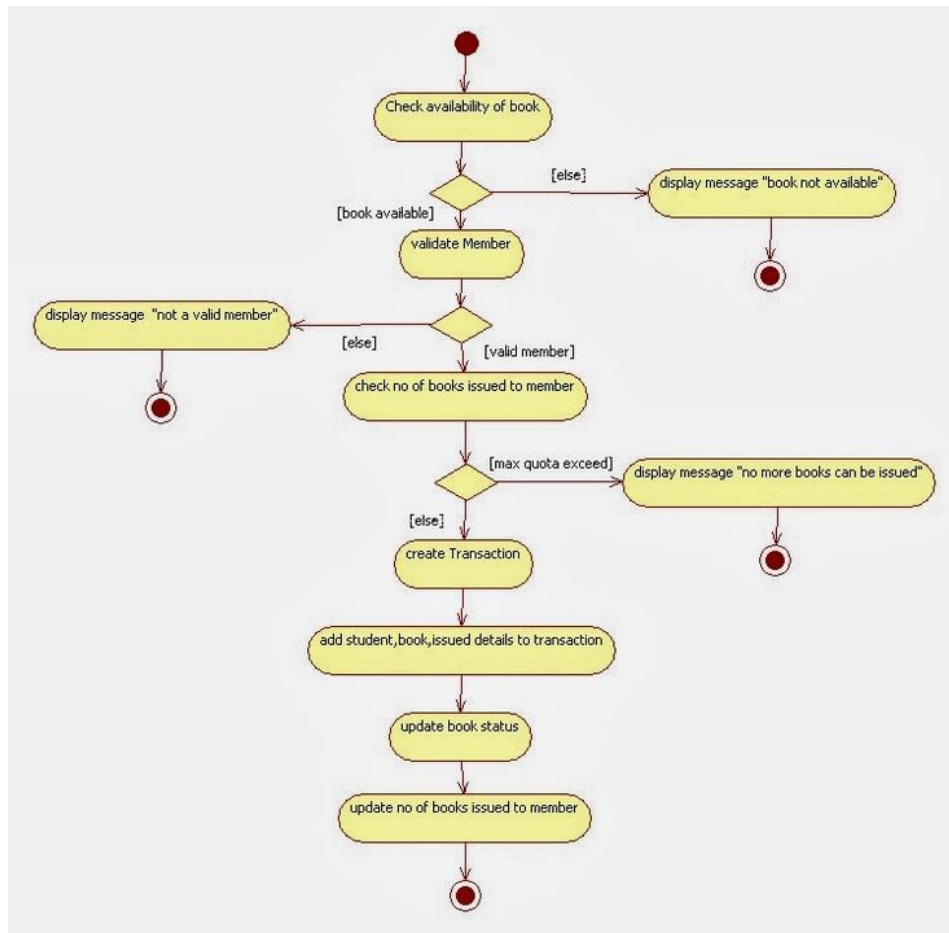 Check availability of book
[else]
display message "book not available"
[book available]
validate Member
display message  "not a valid member"
[else]
[valid member]
check no of books issued to member
[max quota exceed]
display message "no more books can be issued"
[else]
create Transaction
add student,book,issued details to transaction
update book status
update no of books issued to member